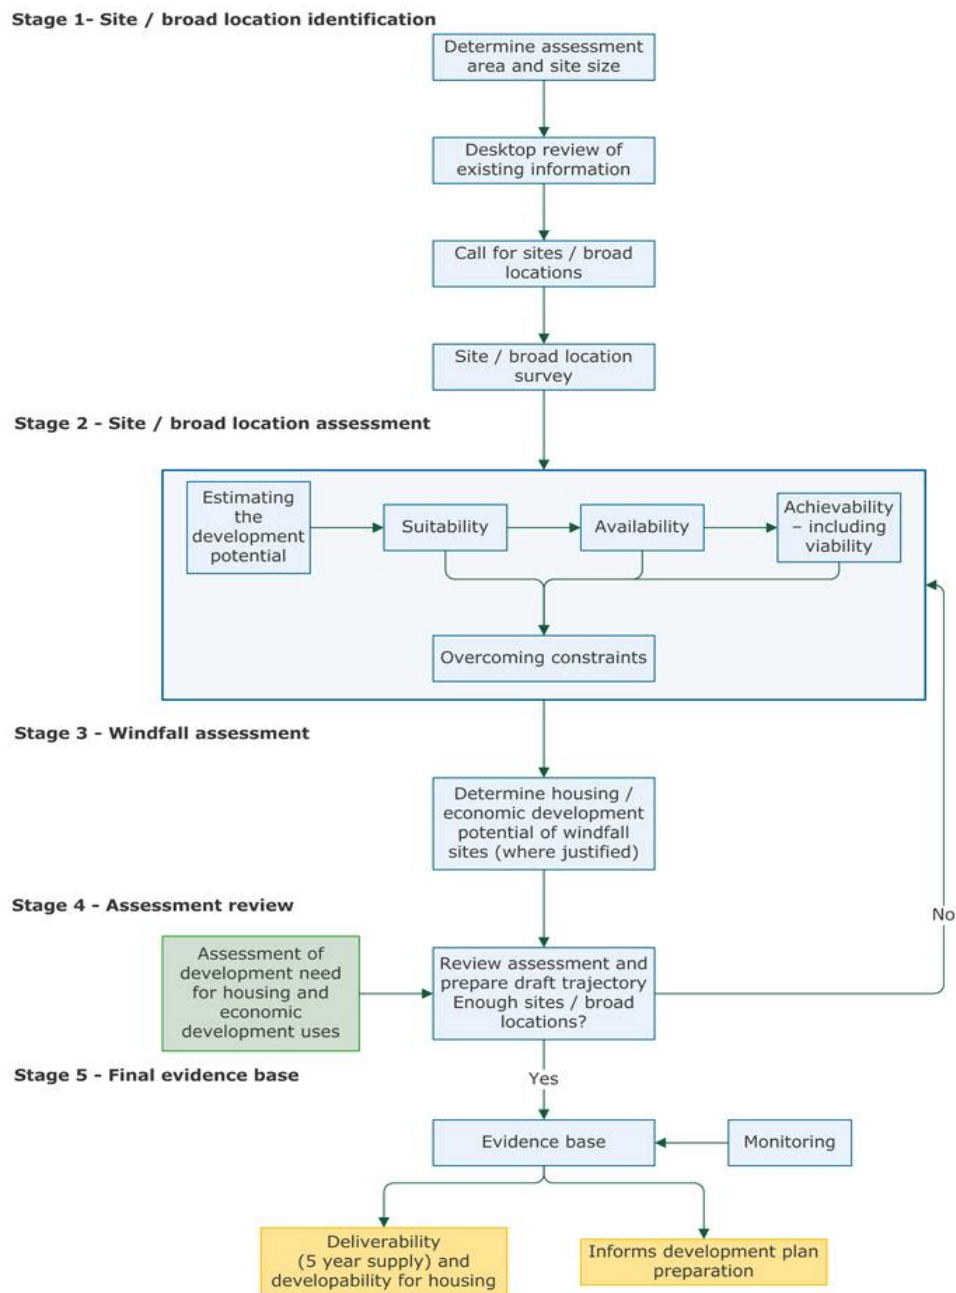 Stage 1- Site / broad location identification
Determine assessment
area and site size
Desktop review of
existing information
Call for sites / broad
locations
Site / broad location
survey
Stage 2 - Site / broad location assessment
Estimating
the
development
potential
Suitability
Availability
Achievability
– including
viability
Overcoming constraints
Stage 3 - Windfall assessment
Determine housing /
economic development
potential of windfall
sites (where justified)
Stage 4 - Assessment review
Assessment of
development need
for housing and
economic
development uses
Review assessment and
prepare draft trajectory
Enough sites / broad
locations?
No
Stage 5 - Final evidence base
Yes
Evidence base
Monitoring
Deliverability
(5 year supply) and
developability for housing
Informs development plan
preparation